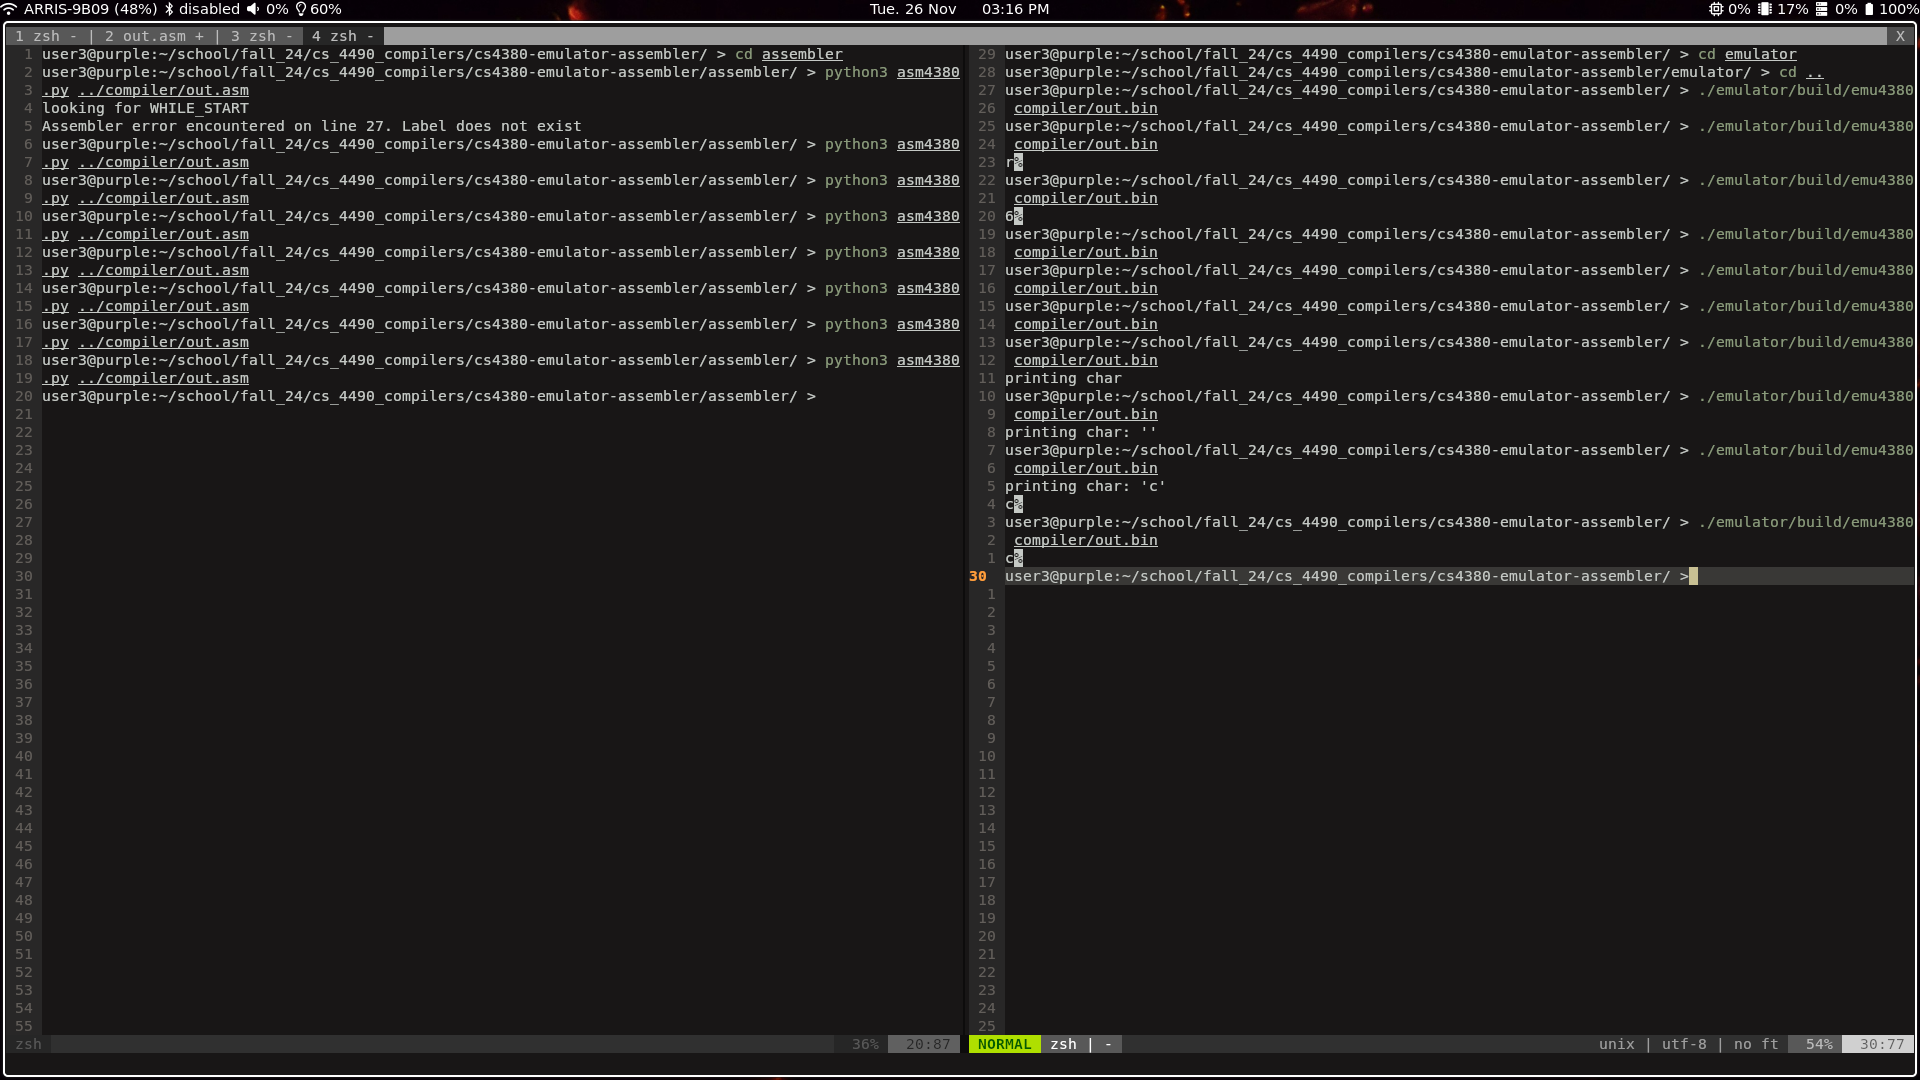 ARRIS-9B09 (48%) disabled 0% 60% Tue. 26 Nov 03:16 PM 0% 17% 0% 100%
1 zsh - | 2 out.asm + | 3 zsh - 4 zsh - X
1 user3@purple:~/school/fall_24/cs_4490_compilers/cs4380-emulator-assembler/ > cd assembler
2 user3@purple:~/school/fall_24/cs_4490_compilers/cs4380-emulator-assembler/assembler/ > python3 asm4380
3 .py ../compiler/out.asm
4 looking for WHILE_START
5 Assembler error encountered on line 27. Label does not exist
6 user3@purple:~/school/fall_24/cs_4490_compilers/cs4380-emulator-assembler/assembler/ > python3 asm4380
7 .py ../compiler/out.asm
8 user3@purple:~/school/fall_24/cs_4490_compilers/cs4380-emulator-assembler/assembler/ > python3 asm4380
9 .py ../compiler/out.asm
10 user3@purple:~/school/fall_24/cs_4490_compilers/cs4380-emulator-assembler/assembler/ > python3 asm4380
11 .py ../compiler/out.asm
12 user3@purple:~/school/fall_24/cs_4490_compilers/cs4380-emulator-assembler/assembler/ > python3 asm4380
13 .py ../compiler/out.asm
14 user3@purple:~/school/fall_24/cs_4490_compilers/cs4380-emulator-assembler/assembler/ > python3 asm4380
15 .py ../compiler/out.asm
16 user3@purple:~/school/fall_24/cs_4490_compilers/cs4380-emulator-assembler/assembler/ > python3 asm4380
17 .py ../compiler/out.asm
18 user3@purple:~/school/fall_24/cs_4490_compilers/cs4380-emulator-assembler/assembler/ > python3 asm4380
19 .py ../compiler/out.asm
20 user3@purple:~/school/fall_24/cs_4490_compilers/cs4380-emulator-assembler/assembler/ >
21
22
23
24
25
26
27
28
29
30
31
32
33
34
35
36
37
38
39
40
41
42
43
44
45
46
47
48
49
50
51
52
53
54
55
zsh 36% 20:87
29 user3@purple:~/school/fall_24/cs_4490_compilers/cs4380-emulator-assembler/ > cd emulator
28 user3@purple:~/school/fall_24/cs_4490_compilers/cs4380-emulator-assembler/emulator/ > cd ..
27 user3@purple:~/school/fall_24/cs_4490_compilers/cs4380-emulator-assembler/ > ./emulator/build/emu4380
26 compiler/out.bin
25 user3@purple:~/school/fall_24/cs_4490_compilers/cs4380-emulator-assembler/ > ./emulator/build/emu4380
24 compiler/out.bin
23 r%
22 user3@purple:~/school/fall_24/cs_4490_compilers/cs4380-emulator-assembler/ > ./emulator/build/emu4380
21 compiler/out.bin
20 6%
19 user3@purple:~/school/fall_24/cs_4490_compilers/cs4380-emulator-assembler/ > ./emulator/build/emu4380
18 compiler/out.bin
17 user3@purple:~/school/fall_24/cs_4490_compilers/cs4380-emulator-assembler/ > ./emulator/build/emu4380
16 compiler/out.bin
15 user3@purple:~/school/fall_24/cs_4490_compilers/cs4380-emulator-assembler/ > ./emulator/build/emu4380
14 compiler/out.bin
13 user3@purple:~/school/fall_24/cs_4490_compilers/cs4380-emulator-assembler/ > ./emulator/build/emu4380
12 compiler/out.bin
11 printing char
10 user3@purple:~/school/fall_24/cs_4490_compilers/cs4380-emulator-assembler/ > ./emulator/build/emu4380
9 compiler/out.bin
8 printing char: ''
7 user3@purple:~/school/fall_24/cs_4490_compilers/cs4380-emulator-assembler/ > ./emulator/build/emu4380
6 compiler/out.bin
5 printing char: 'c'
4 c%
3 user3@purple:~/school/fall_24/cs_4490_compilers/cs4380-emulator-assembler/ > ./emulator/build/emu4380
2 compiler/out.bin
1 c%
30 user3@purple:~/school/fall_24/cs_4490_compilers/cs4380-emulator-assembler/ >
1
2
3
4
5
6
7
8
9
10
11
12
13
14
15
16
17
18
19
20
21
22
23
24
25
NORMAL zsh | - unix | utf-8 | no ft 54% 30:77